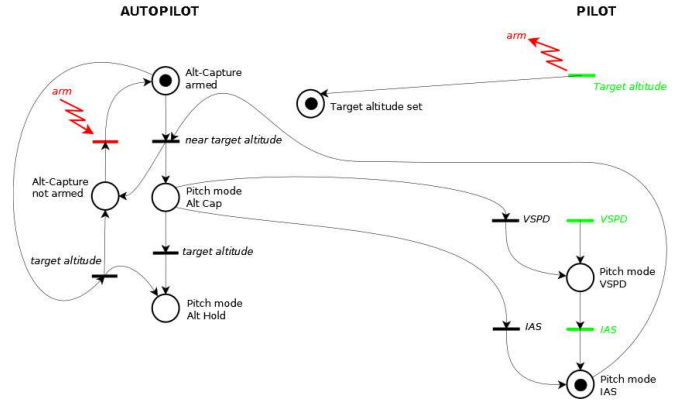 AUTOPILOT
PILOT
arm
Alt-Capture
armed
Target altitude
Target altitude set
arm
near target altitude
Alt-Capture
not armed
Pitch mode
Alt Cap
VSPD
VSPD
target altitude
target altitude
Pitch mode
VSPD
Pitch mode
Alt Hold
IAS
IAS
Pitch mode
IAS